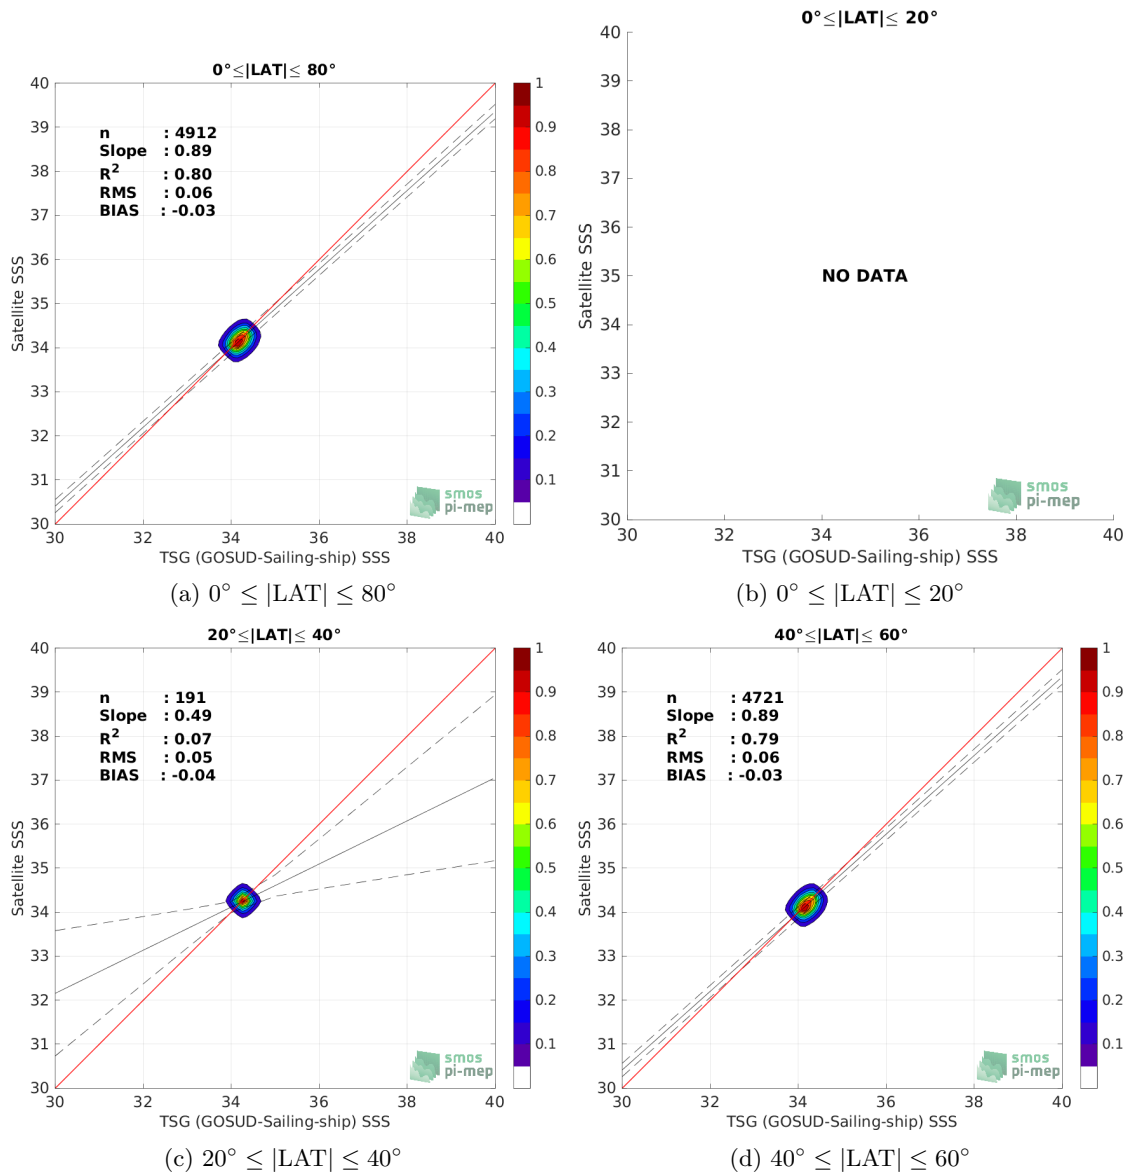 0°≤|LAT|≤ 80°
40
39
38
37
36
35
34
33
32
31
30
n : 4912
Slope : 0.89
R² : 0.80
RMS : 0.06
BIAS : -0.03
Satellite SSS
30 32 34 36 38 40
TSG (GOSUD-Sailing-ship) SSS
smos
pi-mep
1
0.9
0.8
0.7
0.6
0.5
0.4
0.3
0.2
0.1
(a) 0° ≤ |LAT| ≤ 80°
0°≤|LAT|≤ 20°
40
39
38
37
36
35
34
33
32
31
30
Satellite SSS
NO DATA
smos
pi-mep
30 32 34 36 38 40
TSG (GOSUD-Sailing-ship) SSS
(b) 0° ≤ |LAT| ≤ 20°
20°≤|LAT|≤ 40°
40
39
38
37
36
35
34
33
32
31
30
n : 191
Slope : 0.49
R² : 0.07
RMS : 0.05
BIAS : -0.04
Satellite SSS
smos
pi-mep
30 32 34 36 38 40
TSG (GOSUD-Sailing-ship) SSS
1
0.9
0.8
0.7
0.6
0.5
0.4
0.3
0.2
0.1
(c) 20° ≤ |LAT| ≤ 40°
40°≤|LAT|≤ 60°
40
39
38
37
36
35
34
33
32
31
30
n : 4721
Slope : 0.89
R² : 0.79
RMS : 0.06
BIAS : -0.03
Satellite SSS
smos
pi-mep
30 32 34 36 38 40
TSG (GOSUD-Sailing-ship) SSS
1
0.9
0.8
0.7
0.6
0.5
0.4
0.3
0.2
0.1
(d) 40° ≤ |LAT| ≤ 60°